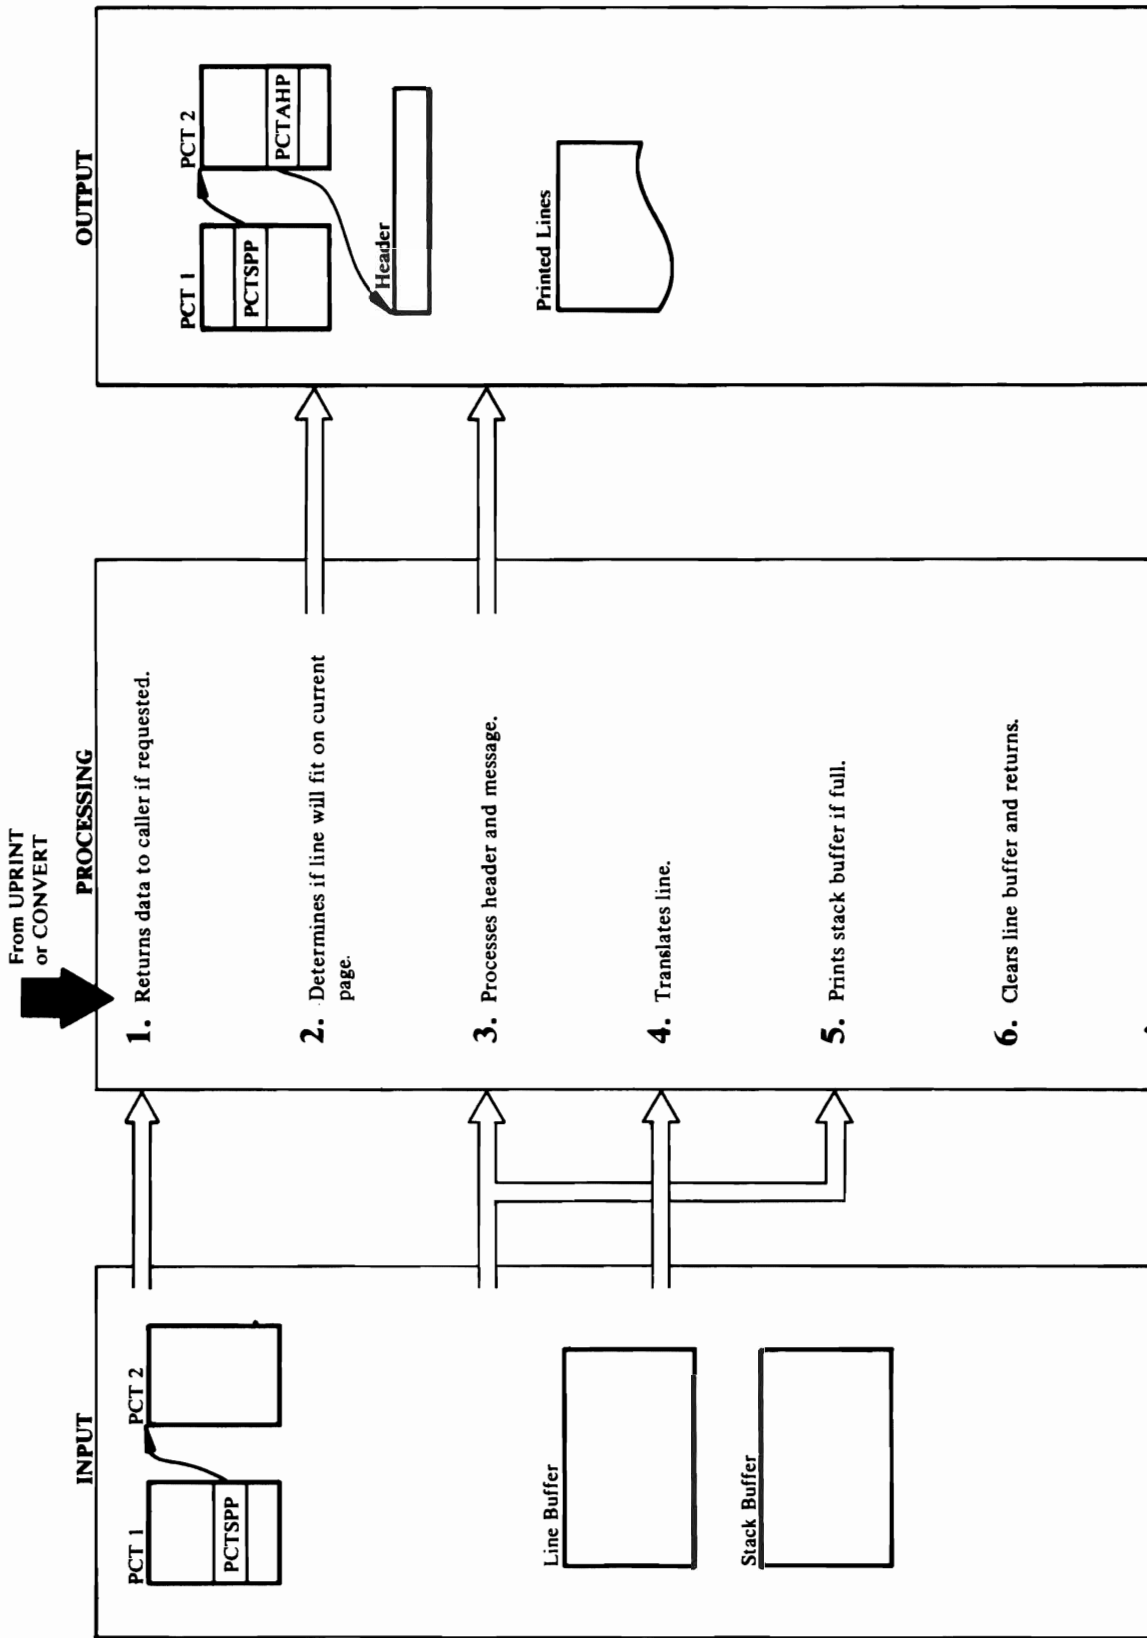 From UPRINT
or CONVERT
INPUT
PCT 1
PCTSPP
PCT 2
Line Buffer
Stack Buffer
PROCESSING
1. Returns data to caller if requested.
2. Determines if line will fit on current
page.
3. Processes header and message.
4. Translates line.
5. Prints stack buffer if full.
6. Clears line buffer and returns.
OUTPUT
PCT 1
PCTSPP
PCT 2
PCTAHP
Header
Printed Lines